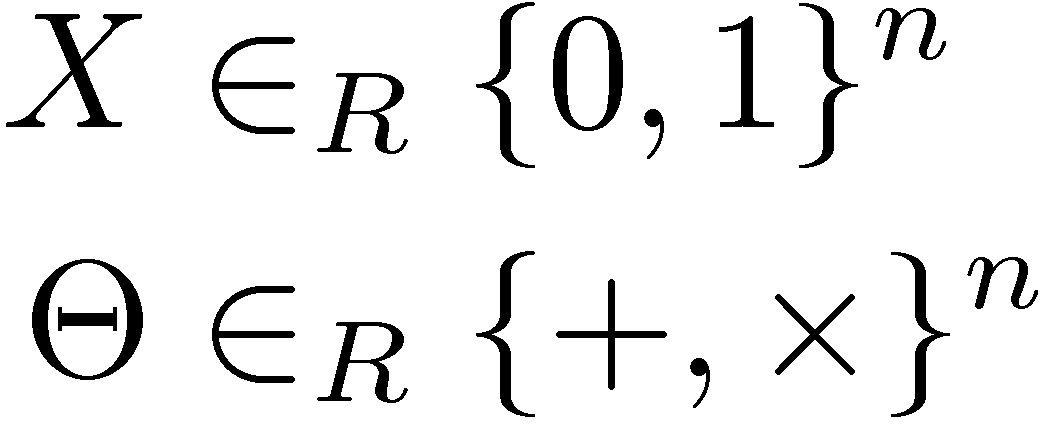 X ∈_R {0, 1}^n
Θ ∈_R {+, ×}^n